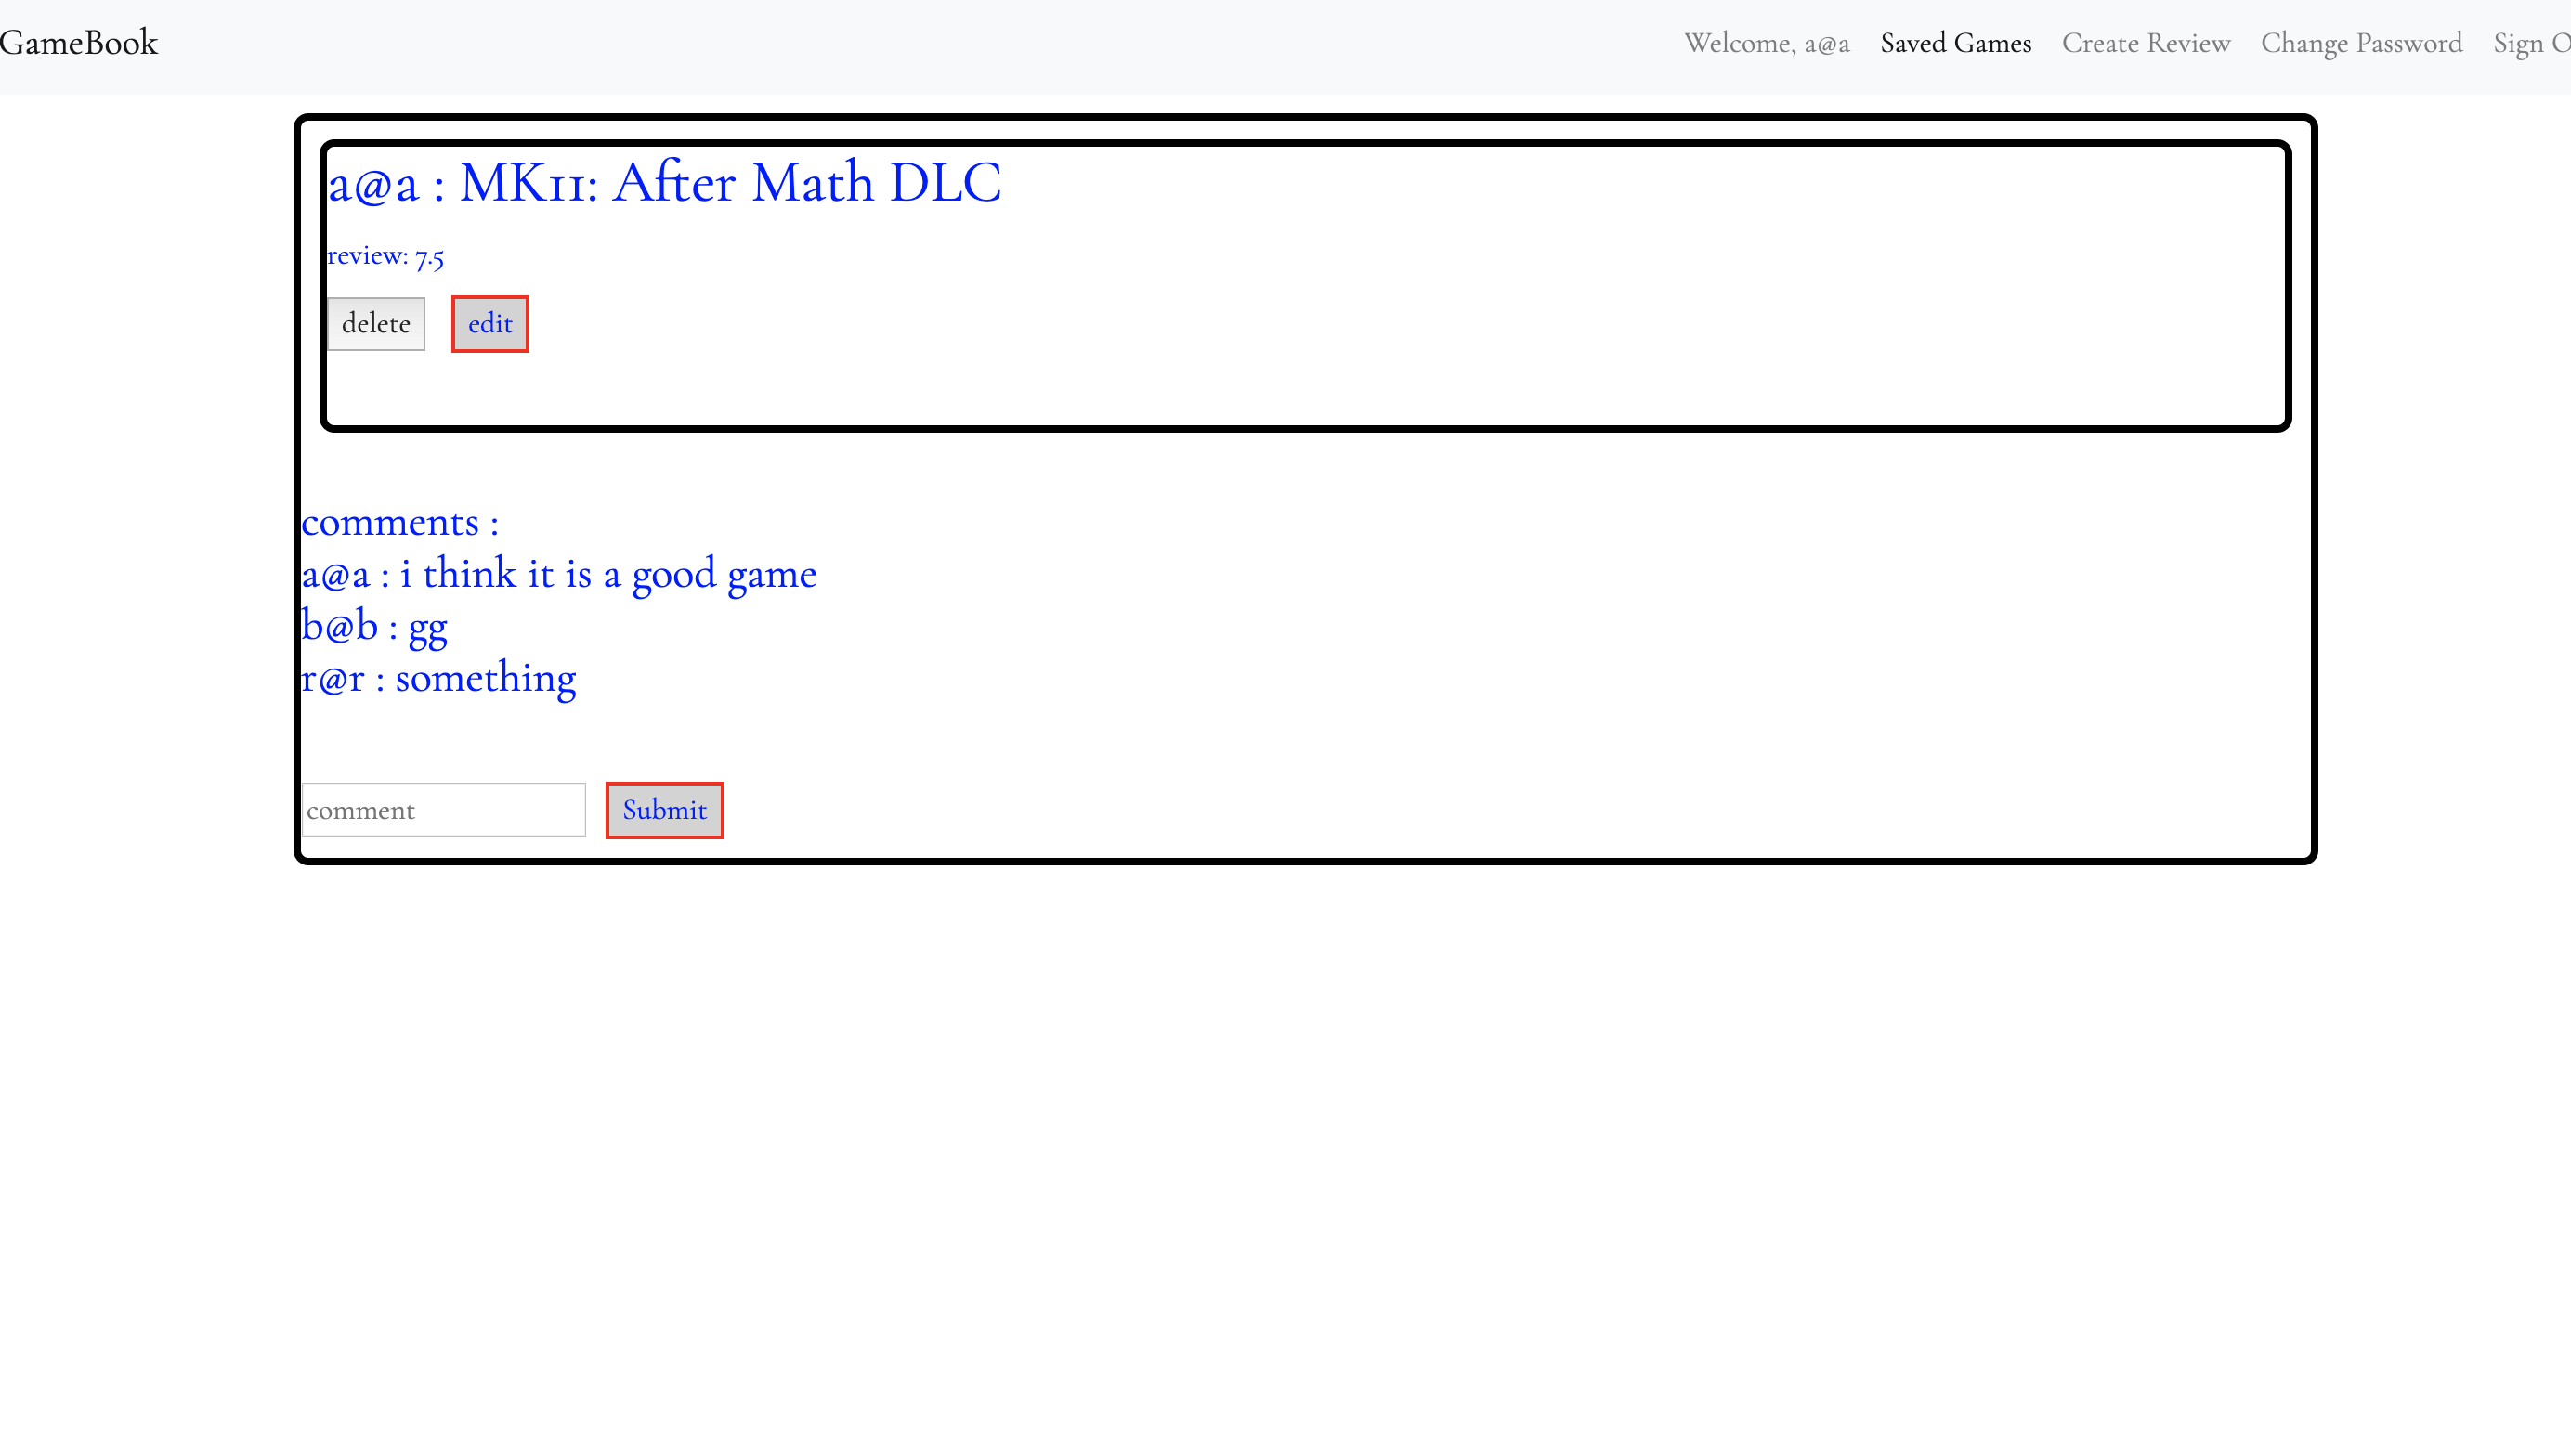 GameBook
Welcome, a@a Saved Games Create Review Change Password Sign O
a@a : MK11: After Math DLC
review: 7.5
delete edit
comments :
a@a : i think it is a good game
b@b : gg
r@r : something
comment Submit